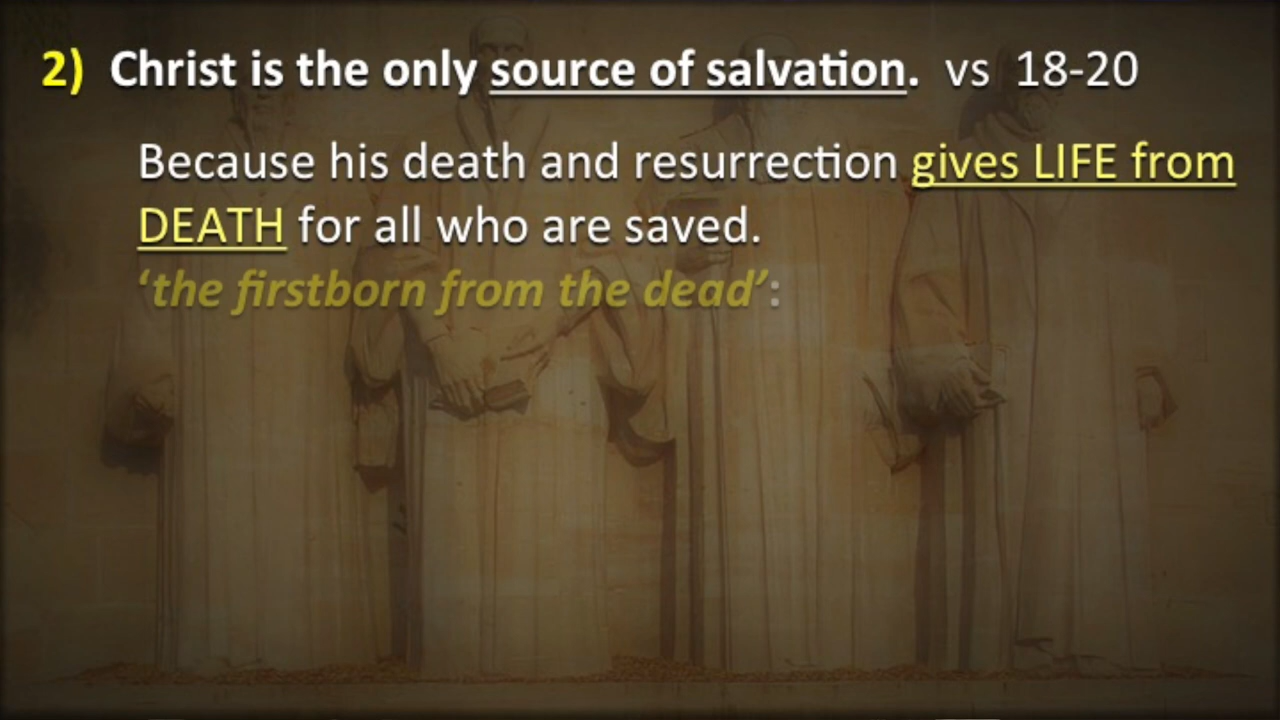 2) Christ is the only source of salvation. vs 18-20
Because his death and resurrection gives LIFE from
DEATH for all who are saved.
‘the firstborn from the dead’: